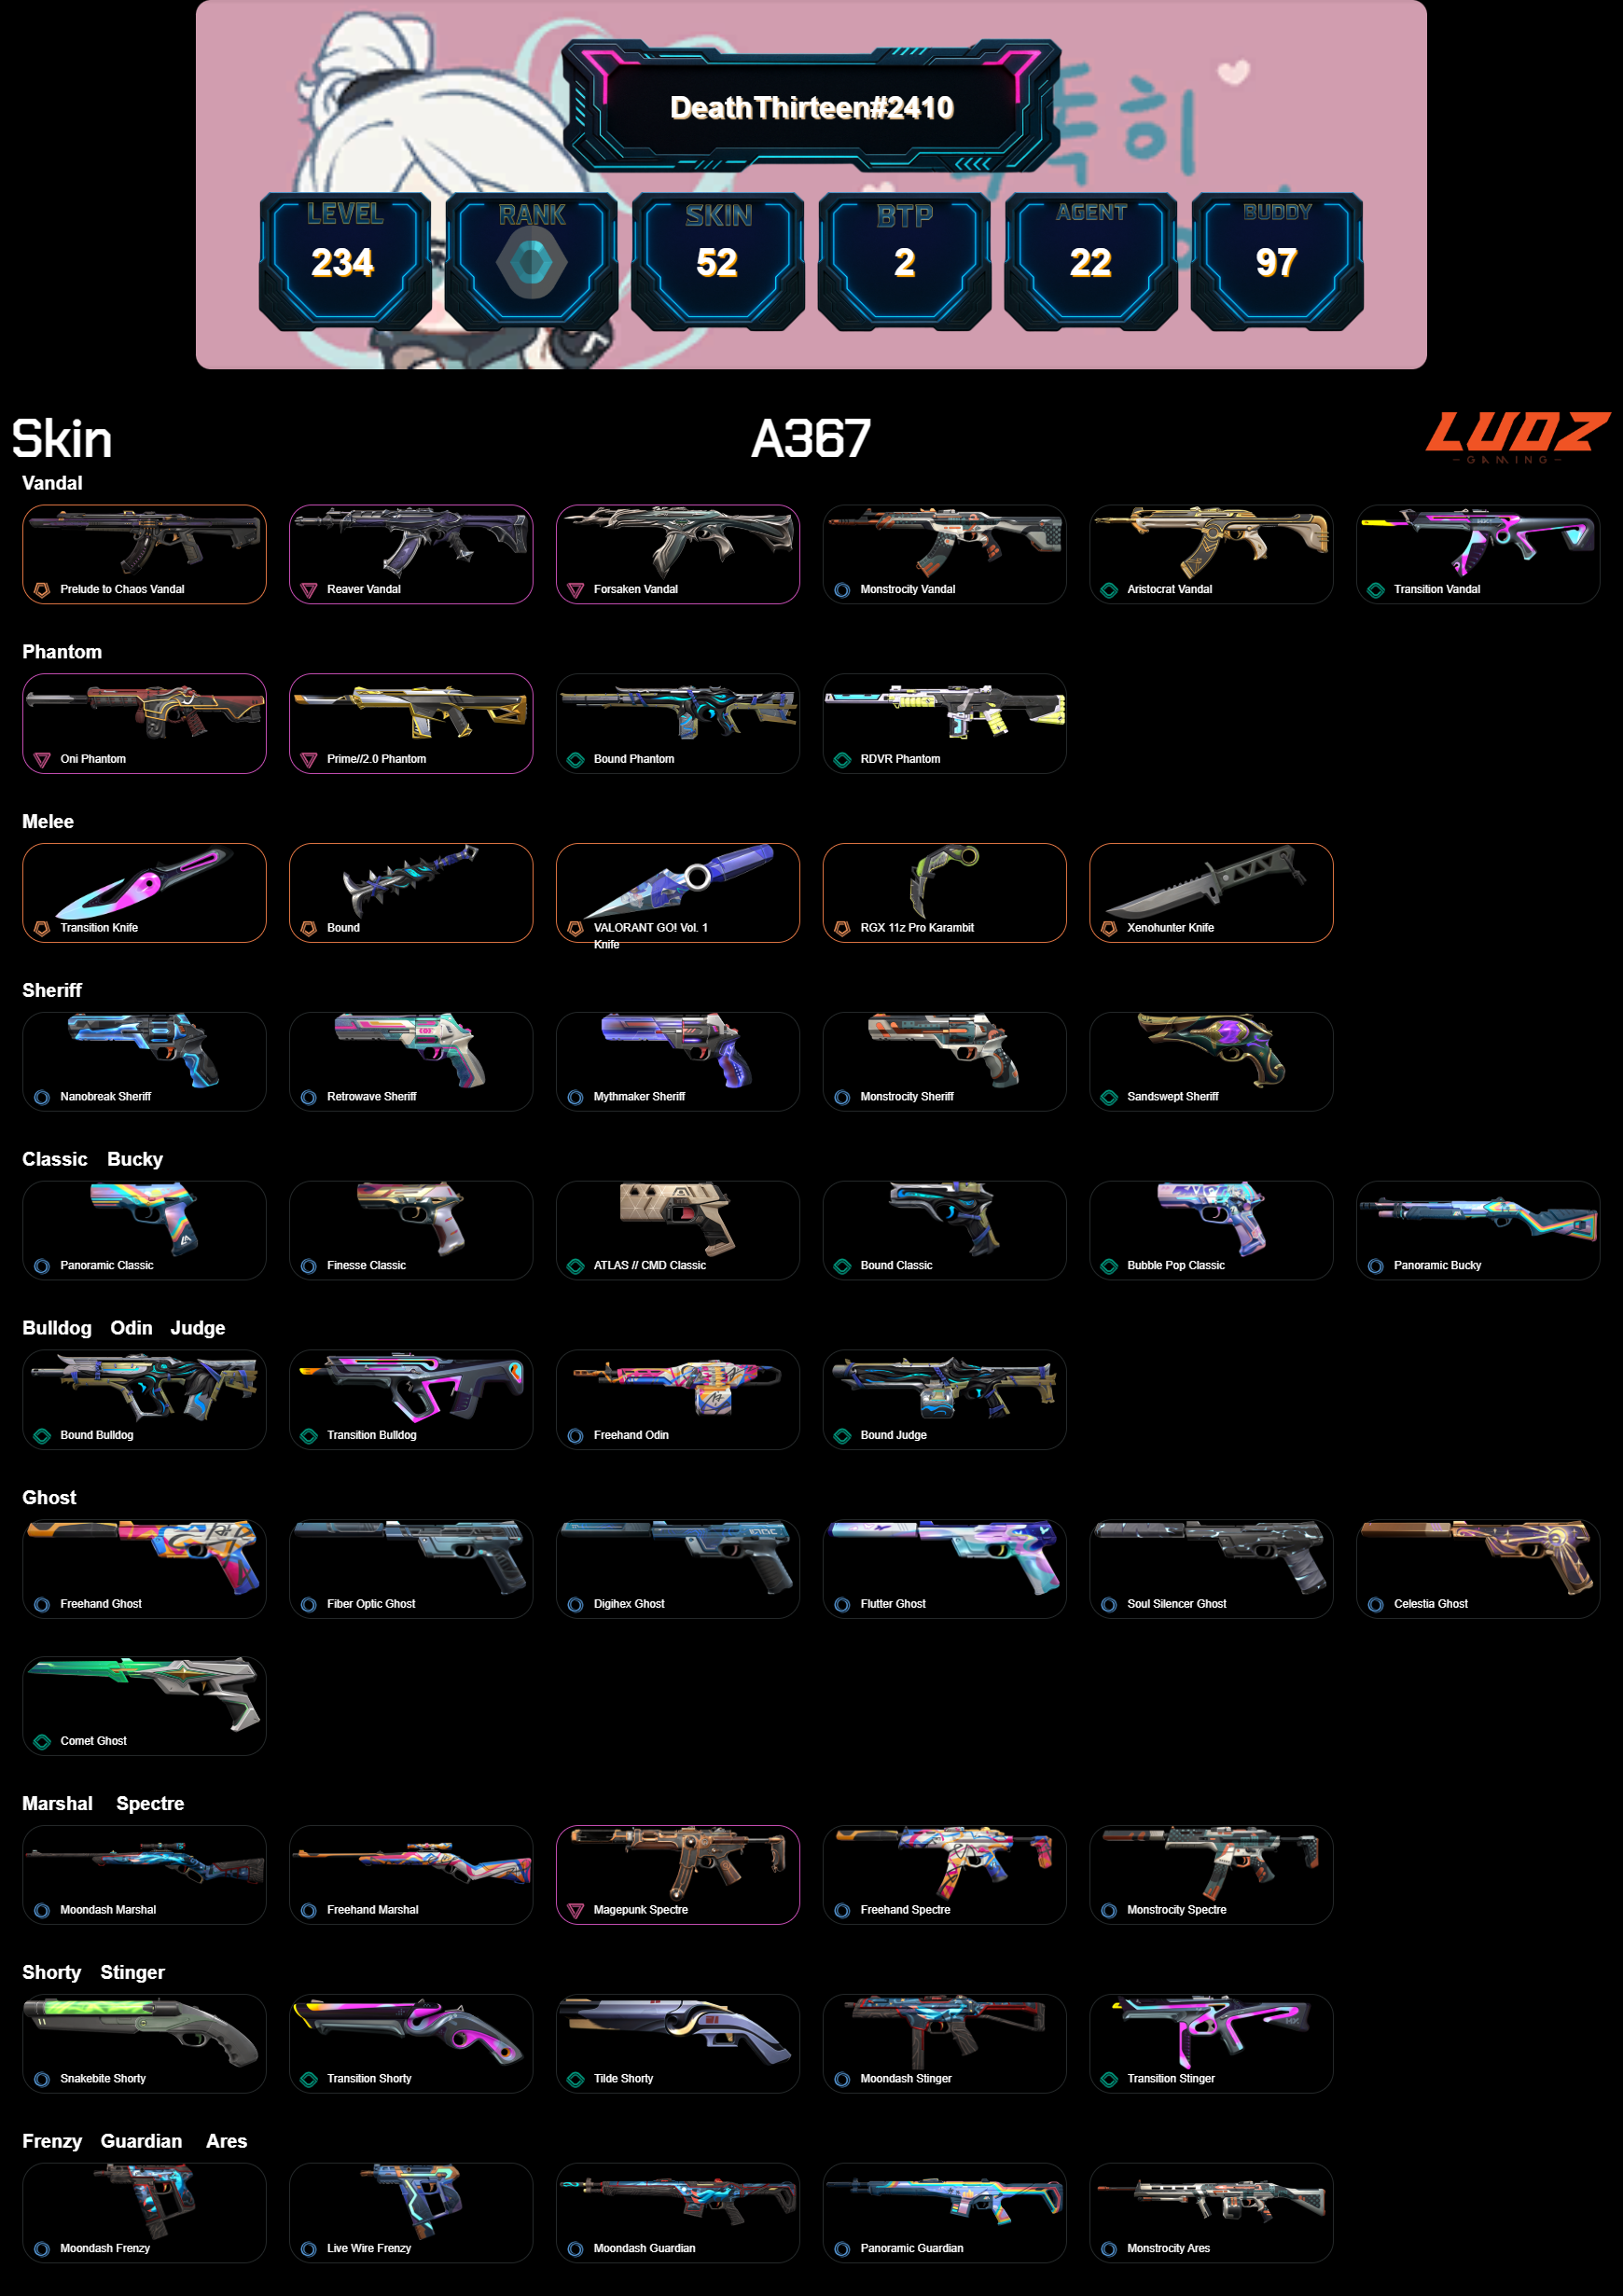 DeathThirteen#2410
특히
LEVEL RANK SKIN BTP AGENT BUDDY
234 52 2 22 97
Skin A367 LUDZ
-GAMING-
Vandal
Prelude to Chaos Vandal Reaver Vandal Forsaken Vandal Monstrocity Vandal Aristocrat Vandal Transition Vandal
Phantom
Oni Phantom Prime//2.0 Phantom Bound Phantom RDVR Phantom
Melee
Transition Knife Bound VALORANT GO! Vol. 1 RGX 11z Pro Karambit Xenohunter Knife
Knife
Sheriff
Nanobreak Sheriff Retrowave Sheriff Mythmaker Sheriff Monstrocity Sheriff Sandswept Sheriff
Classic Bucky
Panoramic Classic Finesse Classic ATLAS // CMD Classic Bound Classic Bubble Pop Classic Panoramic Bucky
Bulldog Odin Judge
Bound Bulldog Transition Bulldog Freehand Odin Bound Judge
Ghost
Freehand Ghost Fiber Optic Ghost Digihex Ghost Flutter Ghost Soul Silencer Ghost Celestia Ghost
Comet Ghost
Marshal Spectre
Moondash Marshal Freehand Marshal Magepunk Spectre Freehand Spectre Monstrocity Spectre
Shorty Stinger
Snakebite Shorty Transition Shorty Tilde Shorty Moondash Stinger Transition Stinger
Frenzy Guardian Ares
Moondash Frenzy Live Wire Frenzy Moondash Guardian Panoramic Guardian Monstrocity Ares